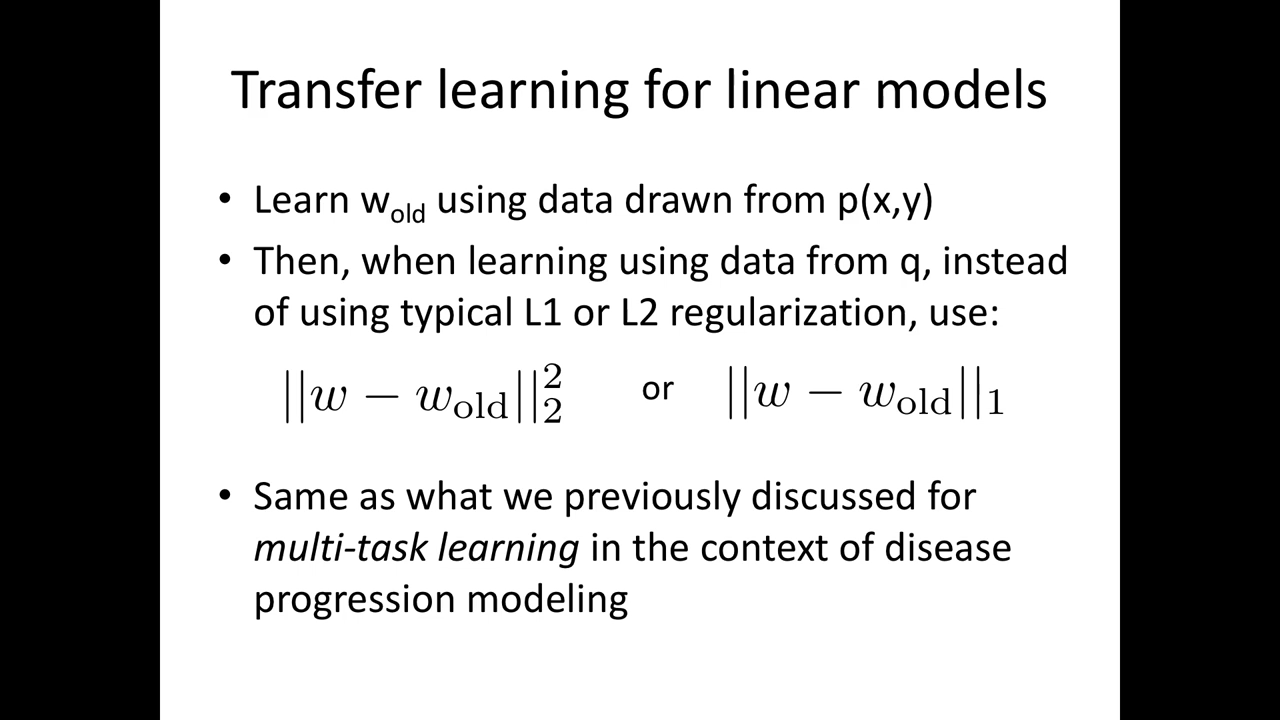 Transfer learning for linear models
• Learn w_old using data drawn from p(x,y)
• Then, when learning using data from q, instead
of using typical L1 or L2 regularization, use:
||w − w_old||_2^2 or ||w − w_old||_1
• Same as what we previously discussed for
multi-task learning in the context of disease
progression modeling